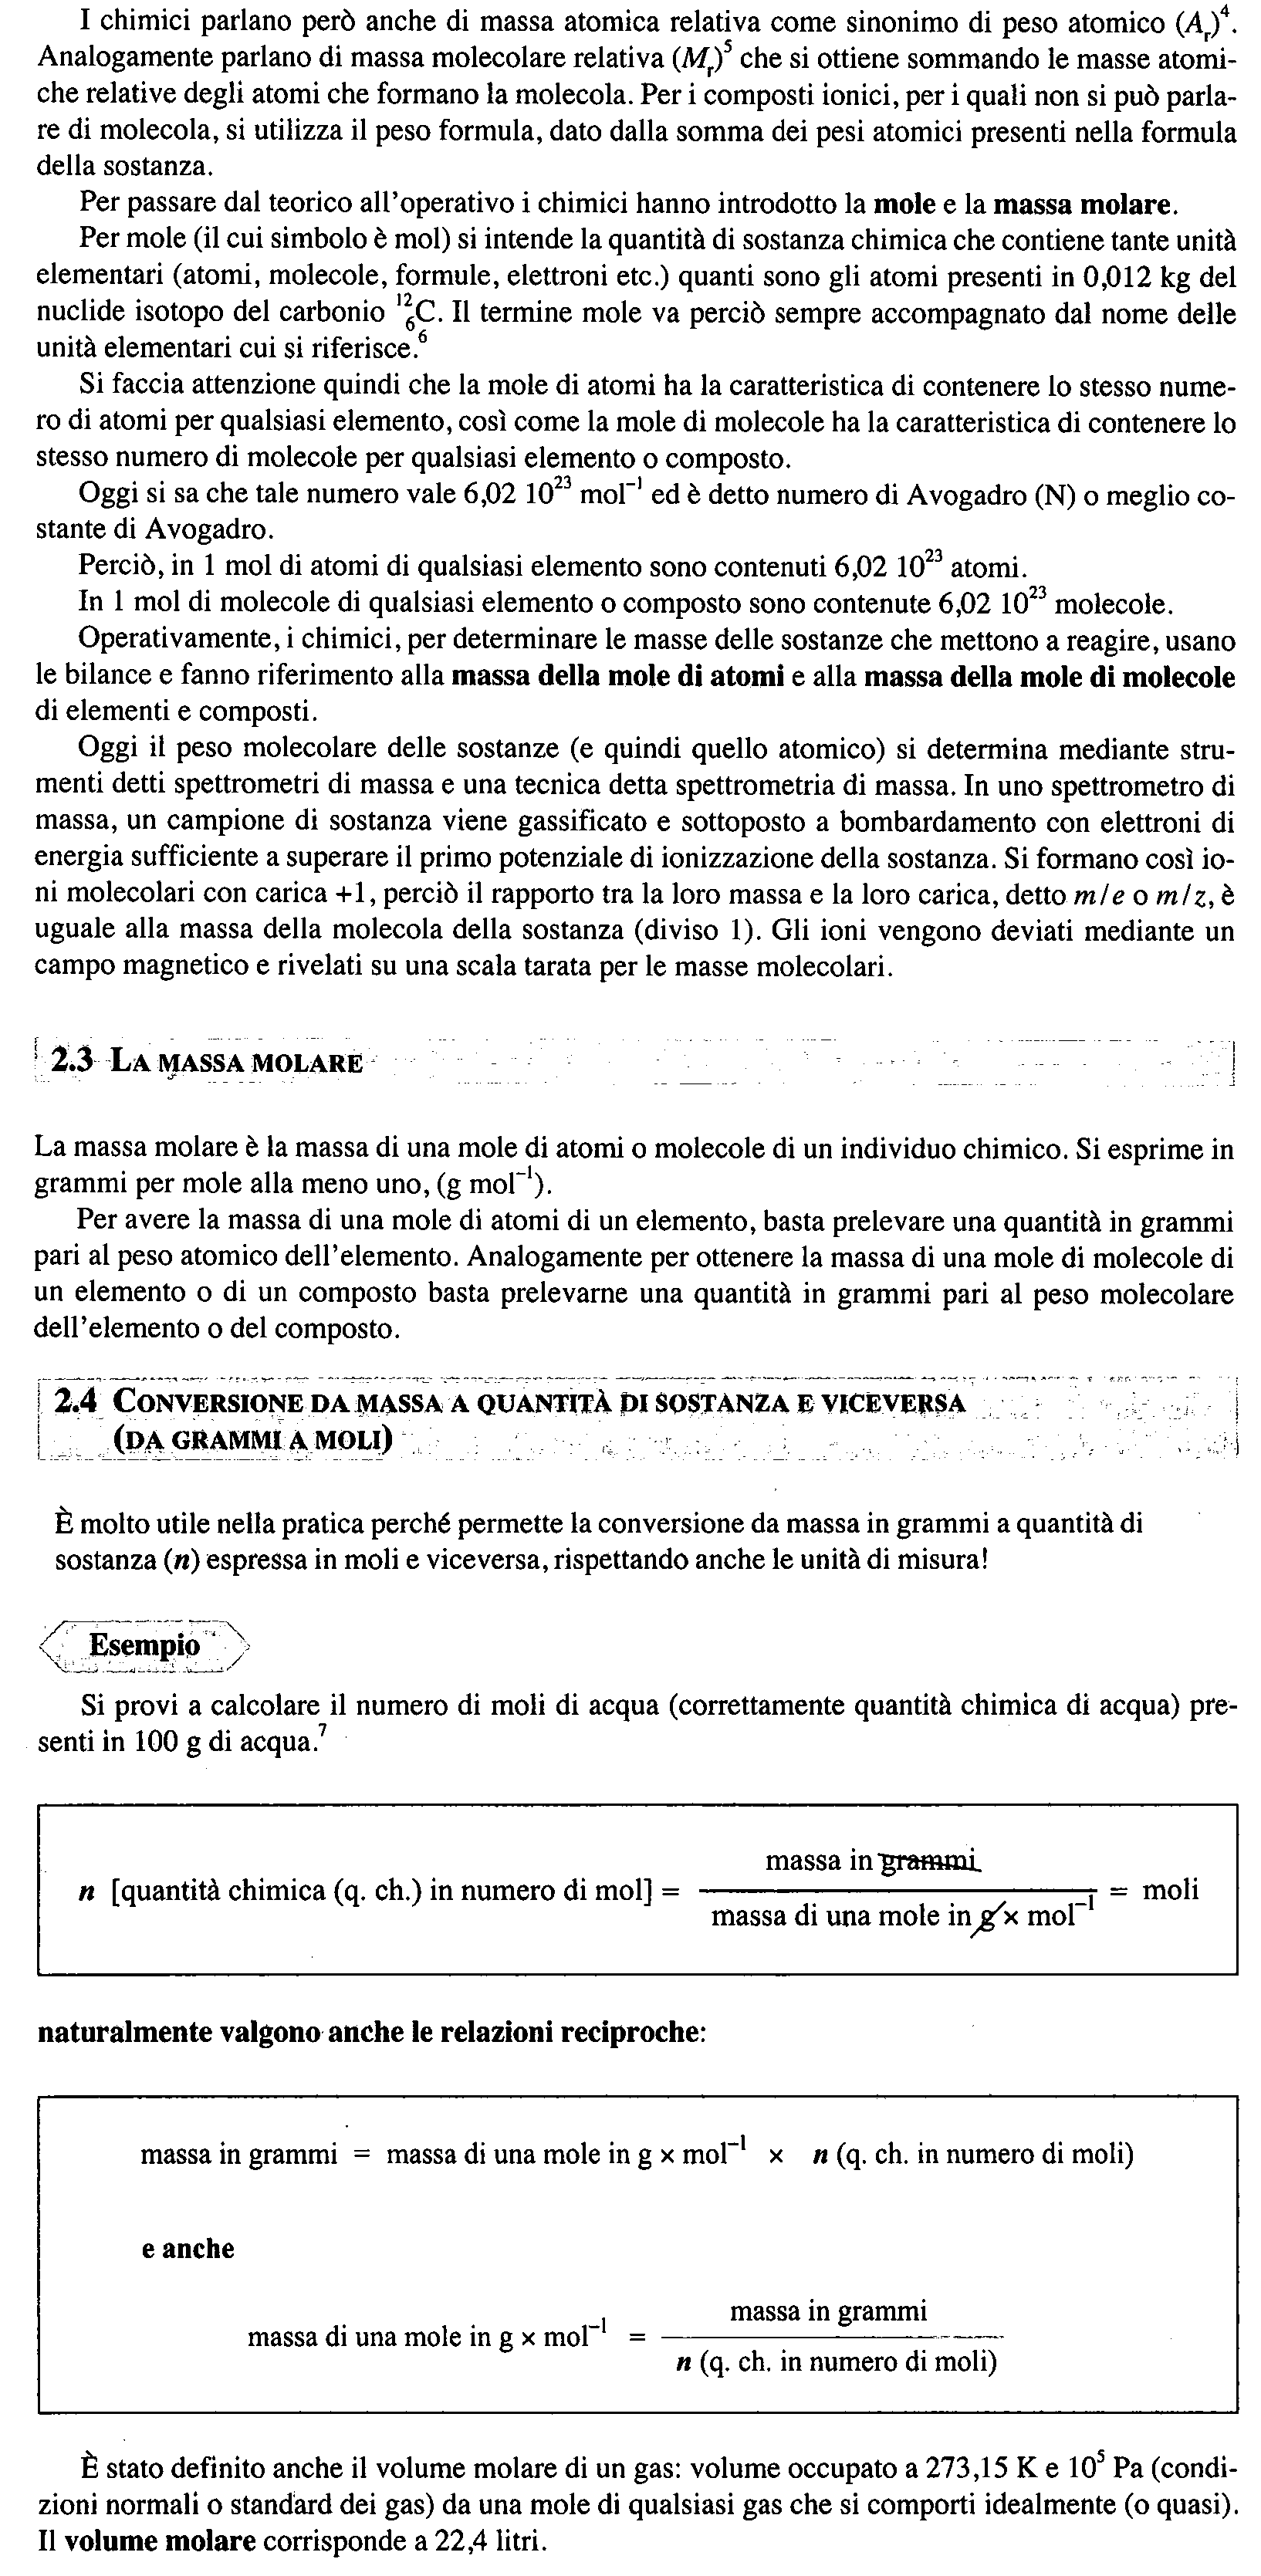 I chimici parlano però anche di massa atomica relativa come sinonimo di peso atomico (Aᵣ)⁴.
Analogamente parlano di massa molecolare relativa (Mᵣ)⁵ che si ottiene sommando le masse atomi-
che relative degli atomi che formano la molecola. Per i composti ionici, per i quali non si può parla-
re di molecola, si utilizza il peso formula, dato dalla somma dei pesi atomici presenti nella formula
della sostanza.
Per passare dal teorico all'operativo i chimici hanno introdotto la mole e la massa molare.
Per mole (il cui simbolo è mol) si intende la quantità di sostanza chimica che contiene tante unità
elementari (atomi, molecole, formule, elettroni etc.) quanti sono gli atomi presenti in 0,012 kg del
nuclide isotopo del carbonio ¹²₆C. Il termine mole va perciò sempre accompagnato dal nome delle
unità elementari cui si riferisce.⁶
Si faccia attenzione quindi che la mole di atomi ha la caratteristica di contenere lo stesso nume-
ro di atomi per qualsiasi elemento, così come la mole di molecole ha la caratteristica di contenere lo
stesso numero di molecole per qualsiasi elemento o composto.
Oggi si sa che tale numero vale 6,02 10²³ mol⁻¹ ed è detto numero di Avogadro (N) o meglio co-
stante di Avogadro.
Perciò, in 1 mol di atomi di qualsiasi elemento sono contenuti 6,02 10²³ atomi.
In 1 mol di molecole di qualsiasi elemento o composto sono contenute 6,02 10²³ molecole.
Operativamente, i chimici, per determinare le masse delle sostanze che mettono a reagire, usano
le bilance e fanno riferimento alla massa della mole di atomi e alla massa della mole di molecole
di elementi e composti.
Oggi il peso molecolare delle sostanze (e quindi quello atomico) si determina mediante stru-
menti detti spettrometri di massa e una tecnica detta spettrometria di massa. In uno spettrometro di
massa, un campione di sostanza viene gassificato e sottoposto a bombardamento con elettroni di
energia sufficiente a superare il primo potenziale di ionizzazione della sostanza. Si formano così io-
ni molecolari con carica +1, perciò il rapporto tra la loro massa e la loro carica, detto m/e o m/z, è
uguale alla massa della molecola della sostanza (diviso 1). Gli ioni vengono deviati mediante un
campo magnetico e rivelati su una scala tarata per le masse molecolari.
2.3 LA MASSA MOLARE
La massa molare è la massa di una mole di atomi o molecole di un individuo chimico. Si esprime in
grammi per mole alla meno uno, (g mol⁻¹).
Per avere la massa di una mole di atomi di un elemento, basta prelevare una quantità in grammi
pari al peso atomico dell'elemento. Analogamente per ottenere la massa di una mole di molecole di
un elemento o di un composto basta prelevarne una quantità in grammi pari al peso molecolare
dell'elemento o del composto.
2.4 CONVERSIONE DA MASSA A QUANTITÀ DI SOSTANZA E VICEVERSA
(DA GRAMMI A MOLI)
È molto utile nella pratica perché permette la conversione da massa in grammi a quantità di
sostanza (n) espressa in moli e viceversa, rispettando anche le unità di misura!
Esempio
Si provi a calcolare il numero di moli di acqua (correttamente quantità chimica di acqua) pre-
senti in 100 g di acqua.⁷
massa in grammi
n [quantità chimica (q. ch.) in numero di mol] = = moli
massa di una mole in g × mol⁻¹
naturalmente valgono anche le relazioni reciproche:
massa in grammi = massa di una mole in g × mol⁻¹ × n (q. ch. in numero di moli)
e anche
massa in grammi
massa di una mole in g × mol⁻¹ =
n (q. ch. in numero di moli)
È stato definito anche il volume molare di un gas: volume occupato a 273,15 K e 10⁵ Pa (condi-
zioni normali o standard dei gas) da una mole di qualsiasi gas che si comporti idealmente (o quasi).
Il volume molare corrisponde a 22,4 litri.